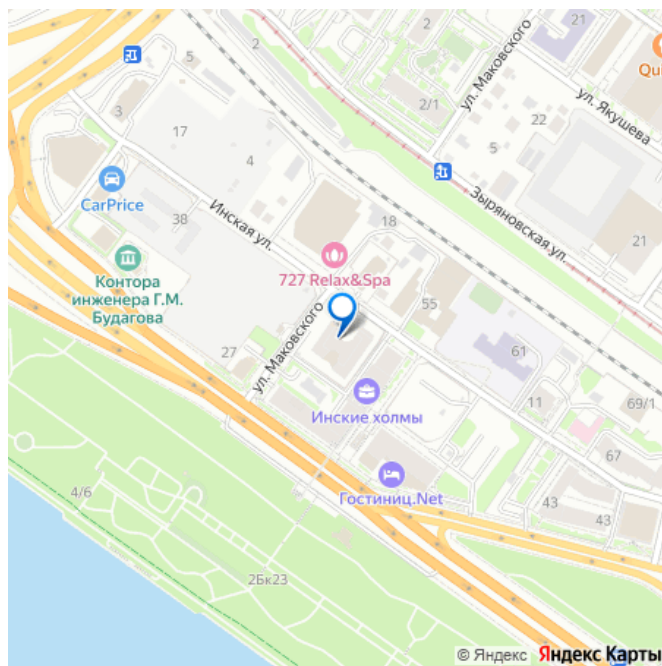 2
21
Qui
ул. Маковского
5
2
2/1
ул. Якушева
3
17
22
4
5
CarPrice
38
Инская ул.
18
Зыряновская ул.
21
Контора
инженера Г.М.
Будагова
727 Relax&Spa
55
ул. Маковского
27
61
Инские холмы
11
69/1
67
Гостиниц.Net
4/6
43
43
2Бк23
© Яндекс Яндекс Карты